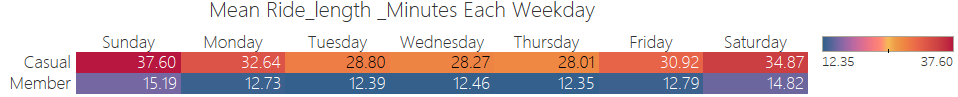 Mean Ride_length _Minutes Each Weekday
Sunday Monday Tuesday Wednesday Thursday Friday Saturday
Casual 37.60 32.64 28.80 28.27 28.01 30.92 34.87
Member 15.19 12.73 12.39 12.46 12.35 12.79 14.82
12.35 37.60